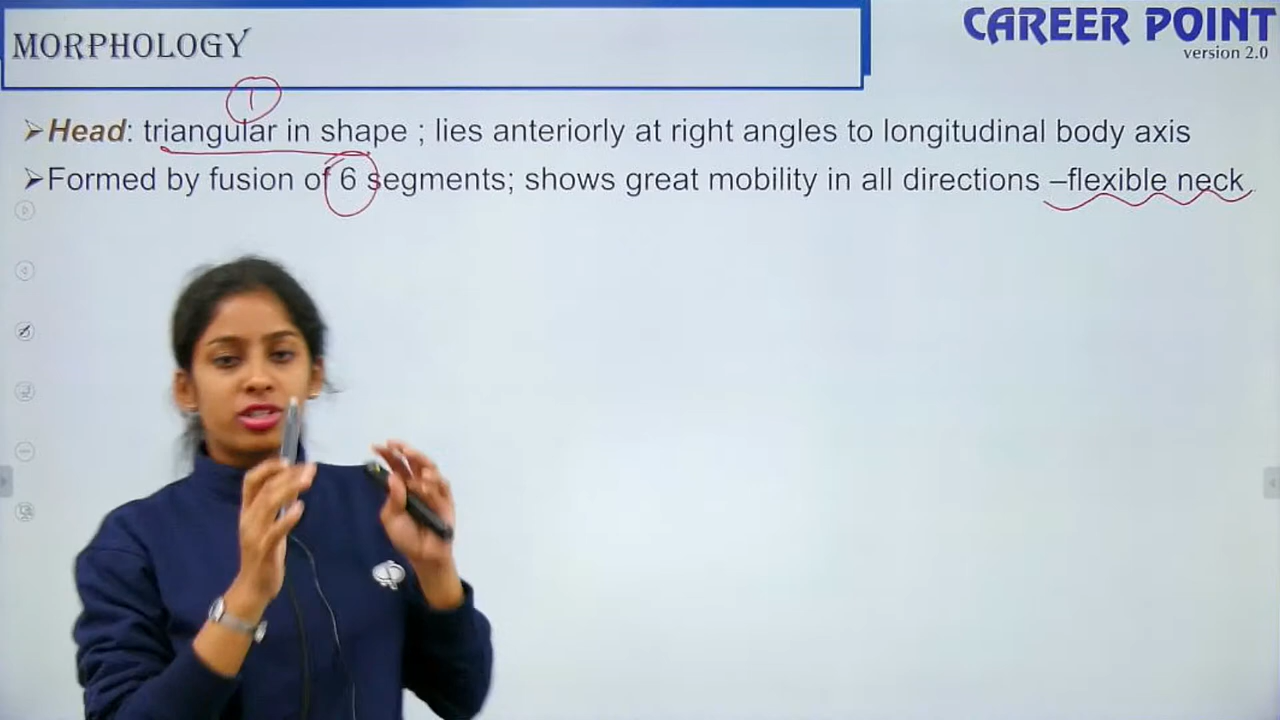 MORPHOLOGY
CAREER POINT
version 2.0
1
➢Head: triangular in shape ; lies anteriorly at right angles to longitudinal body axis
➢Formed by fusion of 6 segments; shows great mobility in all directions –flexible neck